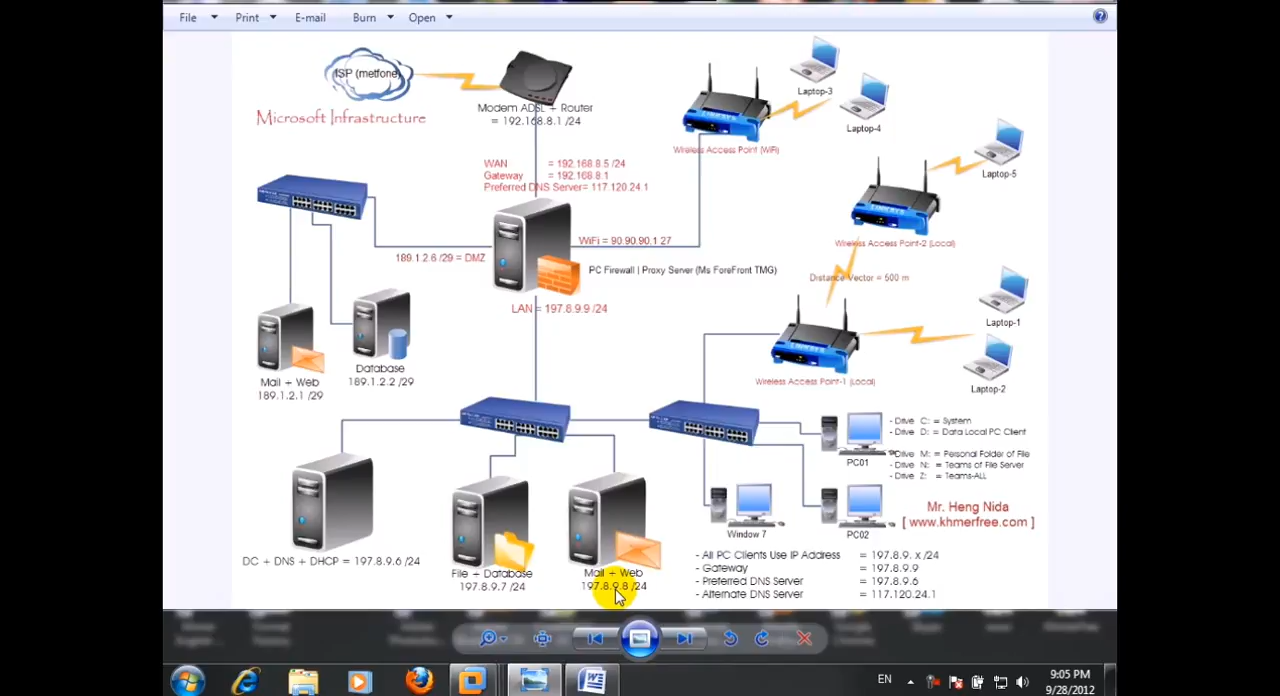 File Print E-mail Burn Open
ISP (metfone)
Microsoft Infrastructure
Modem ADSL + Router
= 192.168.8.1 /24
WAN = 192.168.8.5 /24
Gateway = 192.168.8.1
Preferred DNS Server= 117.120.24.1
Wireless Access Point (WiFi)
Laptop-3
Laptop-4
Laptop-5
Wireless Access Point-2 (Local)
WiFi = 90.90.90.1 27
189.1.2.6 /29 = DMZ
PC Firewall | Proxy Server (Ms ForeFront TMG)
Distance Vector = 500 m
LAN = 197.8.9.9 /24
Laptop-1
Laptop-2
Wireless Access Point-1 (Local)
Database
189.1.2.2 /29
Mail + Web
189.1.2.1 /29
- Drive C: = System
- Drive D: = Data Local PC Client
- Drive M: = Personal Folder of File
- Drive N: = Teams of File Server
- Drive Z: = Teams-ALL
PC01
Mr. Heng Nida
[ www.khmerfree.com ]
Window 7
PC02
DC + DNS + DHCP = 197.8.9.6 /24
File + Database
197.8.9.7 /24
Mail + Web
197.8.9.8 /24
- All PC Clients Use IP Address = 197.8.9. x /24
- Gateway = 197.8.9.9
- Preferred DNS Server = 197.8.9.6
- Alternate DNS Server = 117.120.24.1
EN
9:05 PM
9/28/2012